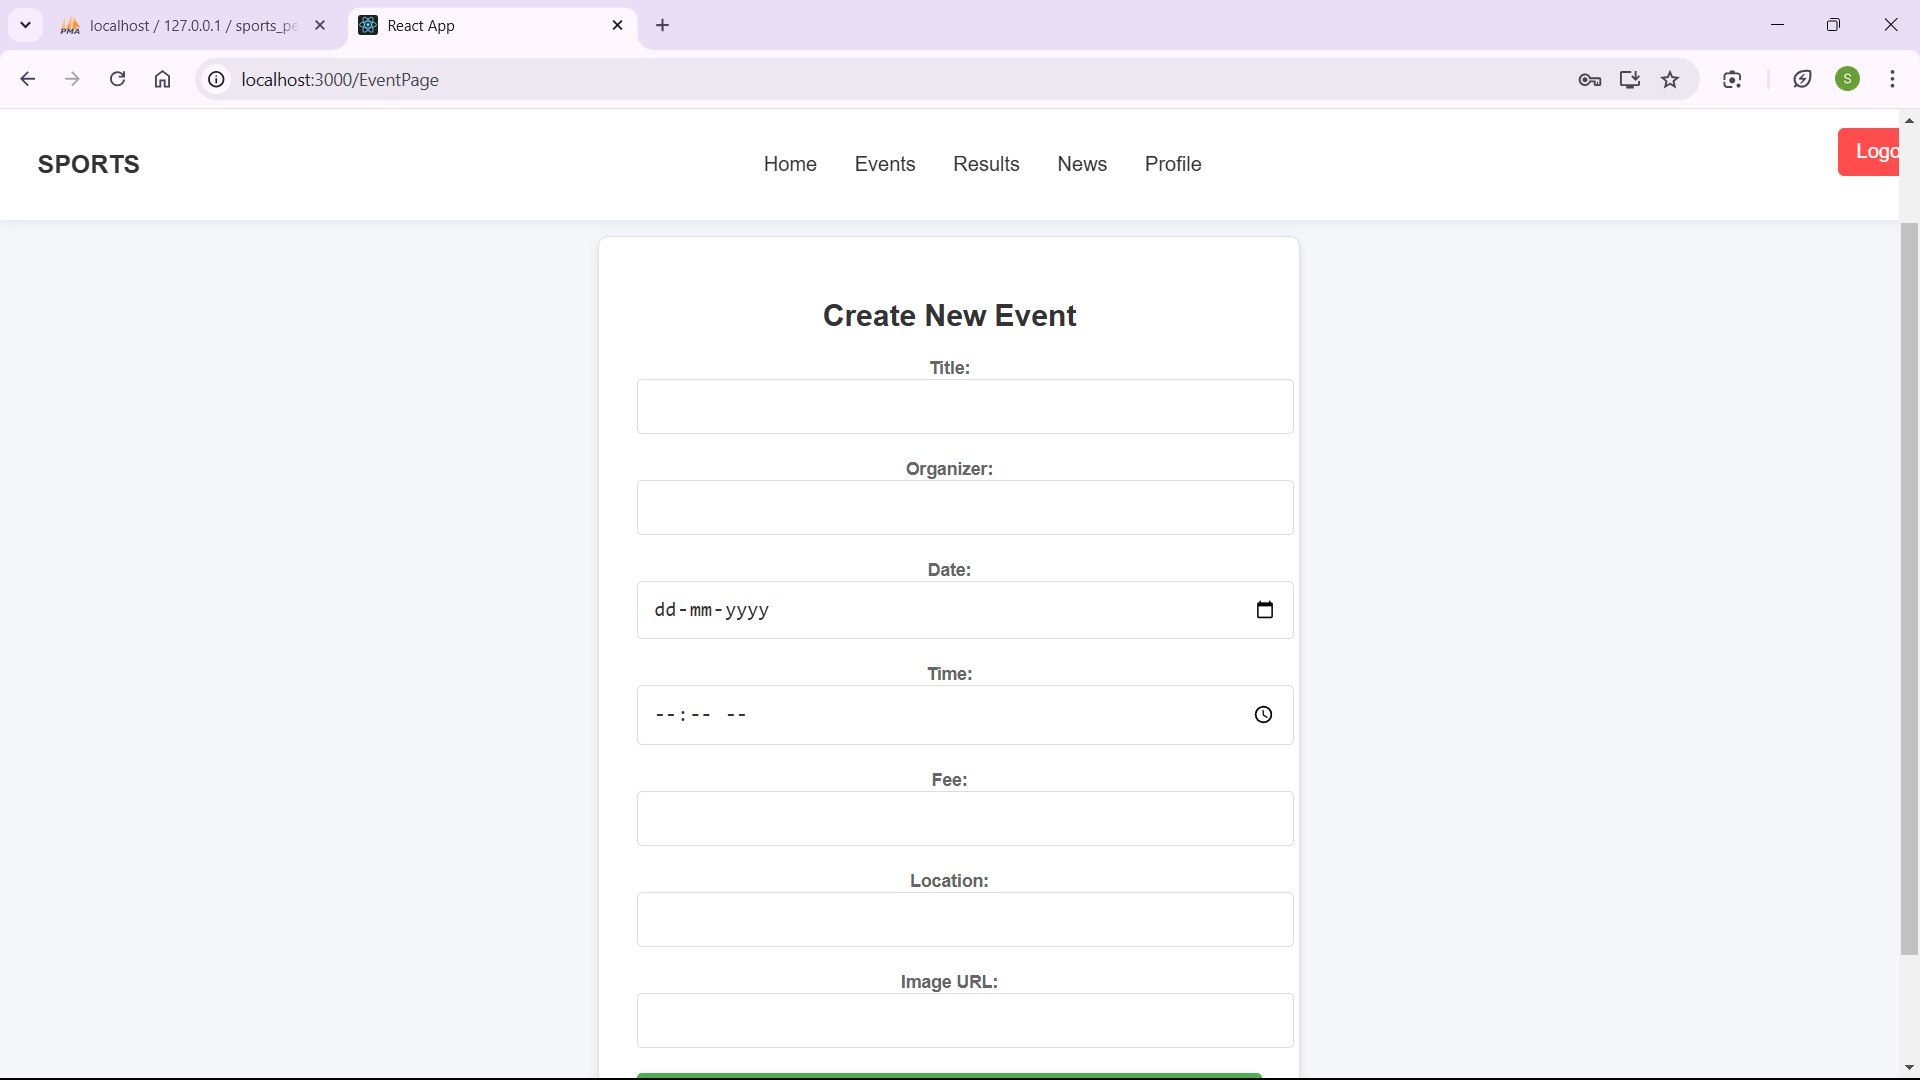 localhost / 127.0.0.1 / sports_pe
React App
localhost:3000/EventPage
S
SPORTS
Home Events Results News Profile
Logo
Create New Event
Title:
Organizer:
Date:
dd-mm-yyyy
Time:
--:-- --
Fee:
Location:
Image URL: